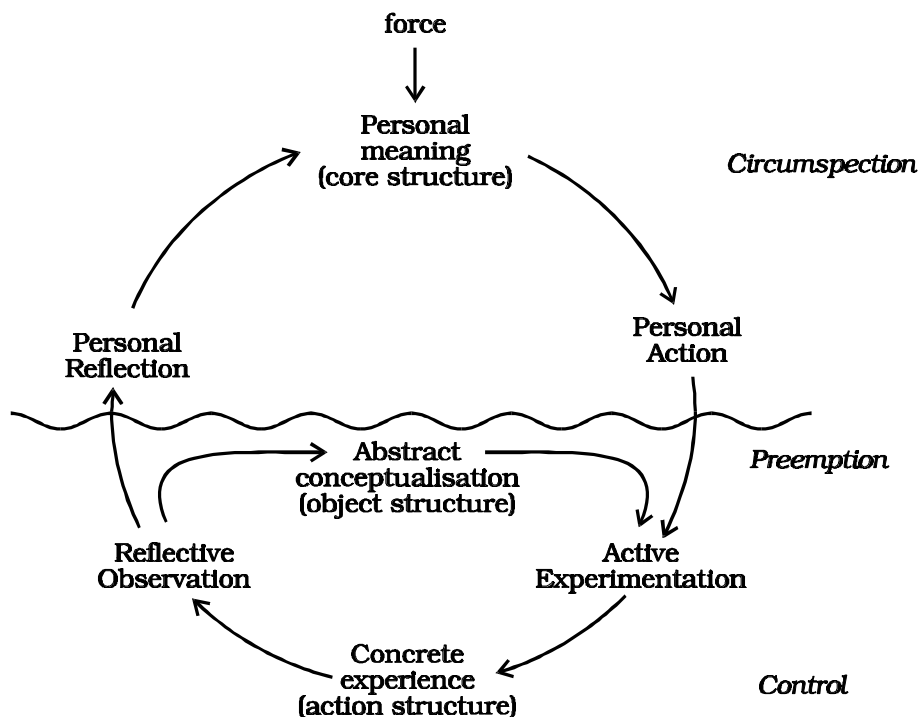 force
Personal
meaning
(core structure)
Circumspection
Personal
Reflection
Personal
Action
Abstract
conceptualisation
(object structure)
Preemption
Reflective
Observation
Active
Experimentation
Concrete
experience
(action structure)
Control